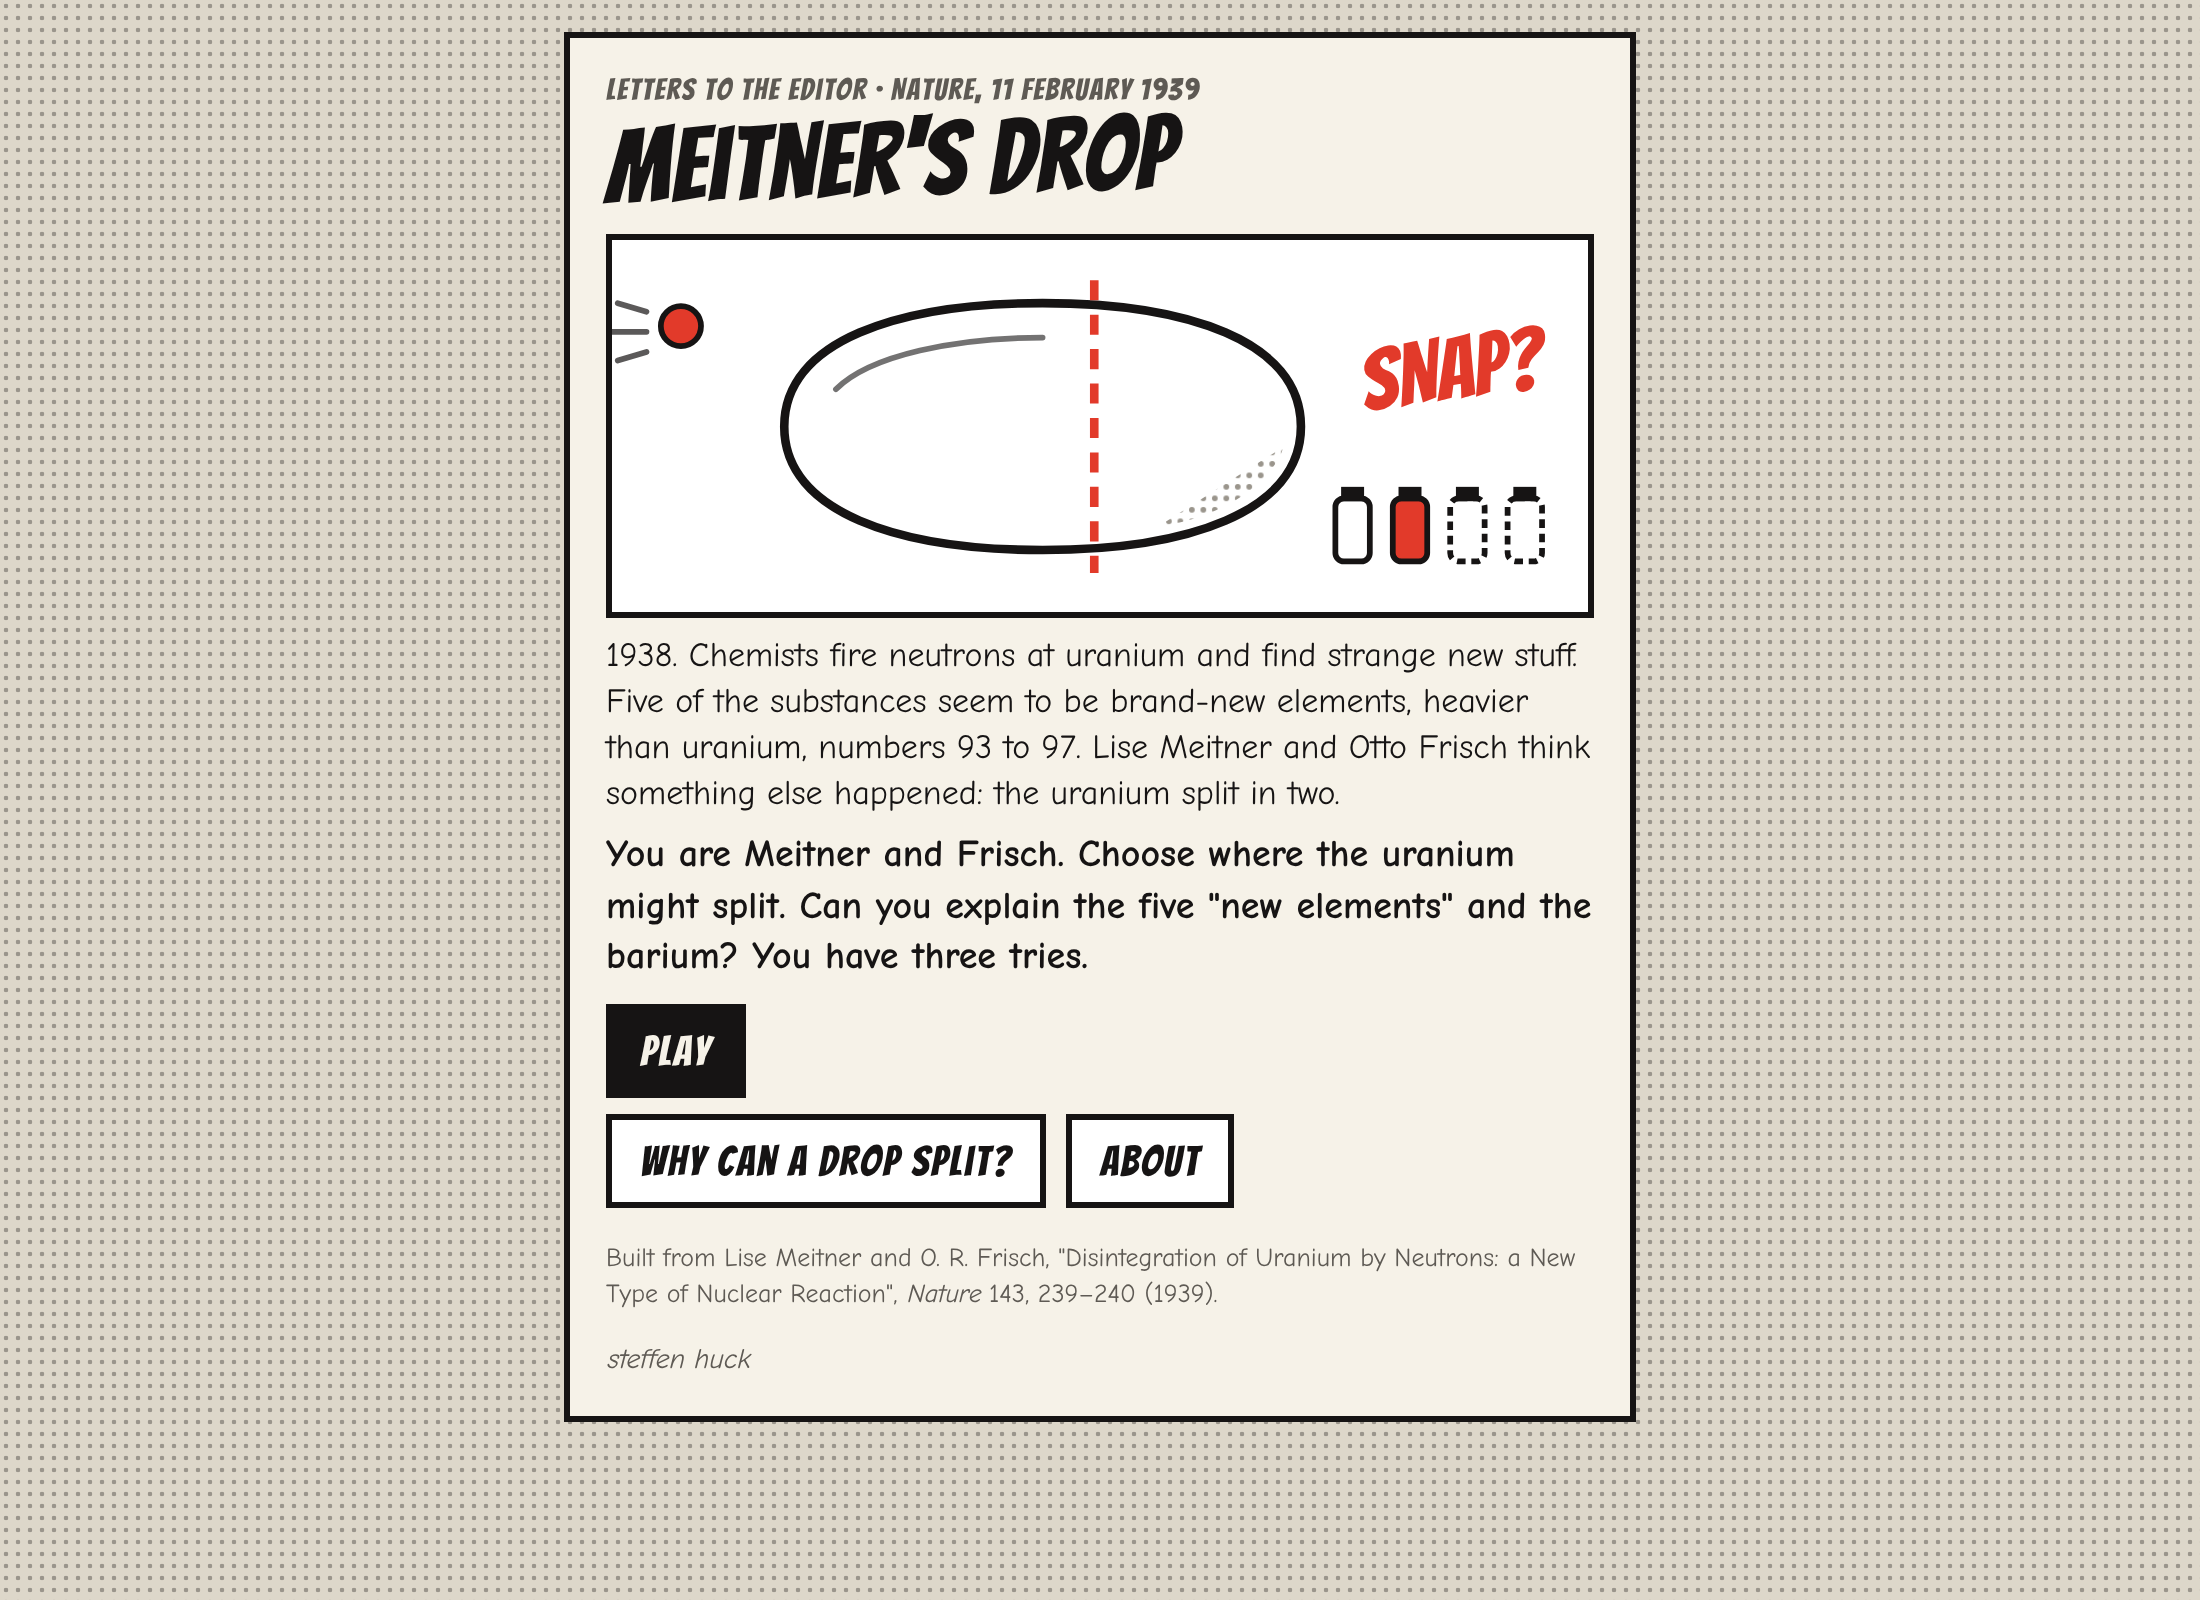 LETTERS TO THE EDITOR • NATURE, 11 FEBRUARY 1939
MEITNER'S DROP
SNAP?
1938. Chemists fire neutrons at uranium and find strange new stuff.
Five of the substances seem to be brand-new elements, heavier
than uranium, numbers 93 to 97. Lise Meitner and Otto Frisch think
something else happened: the uranium split in two.
You are Meitner and Frisch. Choose where the uranium
might split. Can you explain the five "new elements" and the
barium? You have three tries.
PLAY
WHY CAN A DROP SPLIT?
ABOUT
Built from Lise Meitner and O. R. Frisch, "Disintegration of Uranium by Neutrons: a New
Type of Nuclear Reaction", Nature 143, 239–240 (1939).
steffen huck